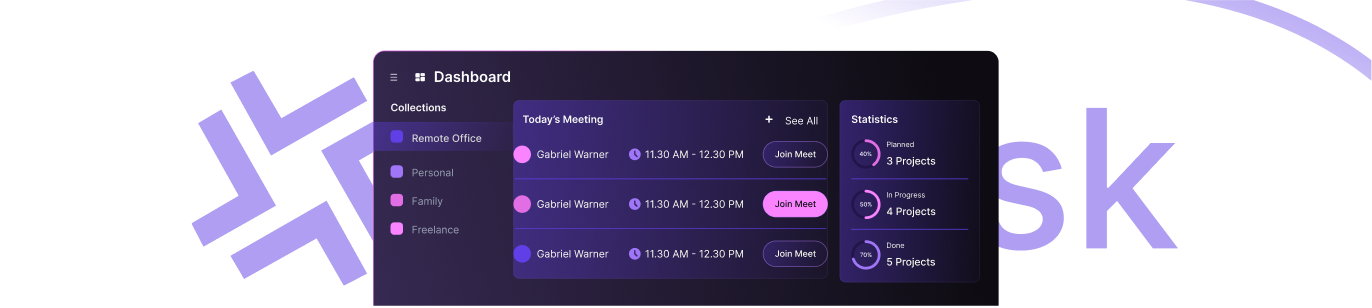 Dashboard
Collections
Remote Office
Personal
Family
Freelance
Today's Meeting
+ See All
Gabriel Warner 11.30 AM - 12.30 PM Join Meet
Gabriel Warner 11.30 AM - 12.30 PM Join Meet
Gabriel Warner 11.30 AM - 12.30 PM Join Meet
Statistics
40% Planned
3 Projects
50% In Progress
4 Projects
70% Done
5 Projects
sk